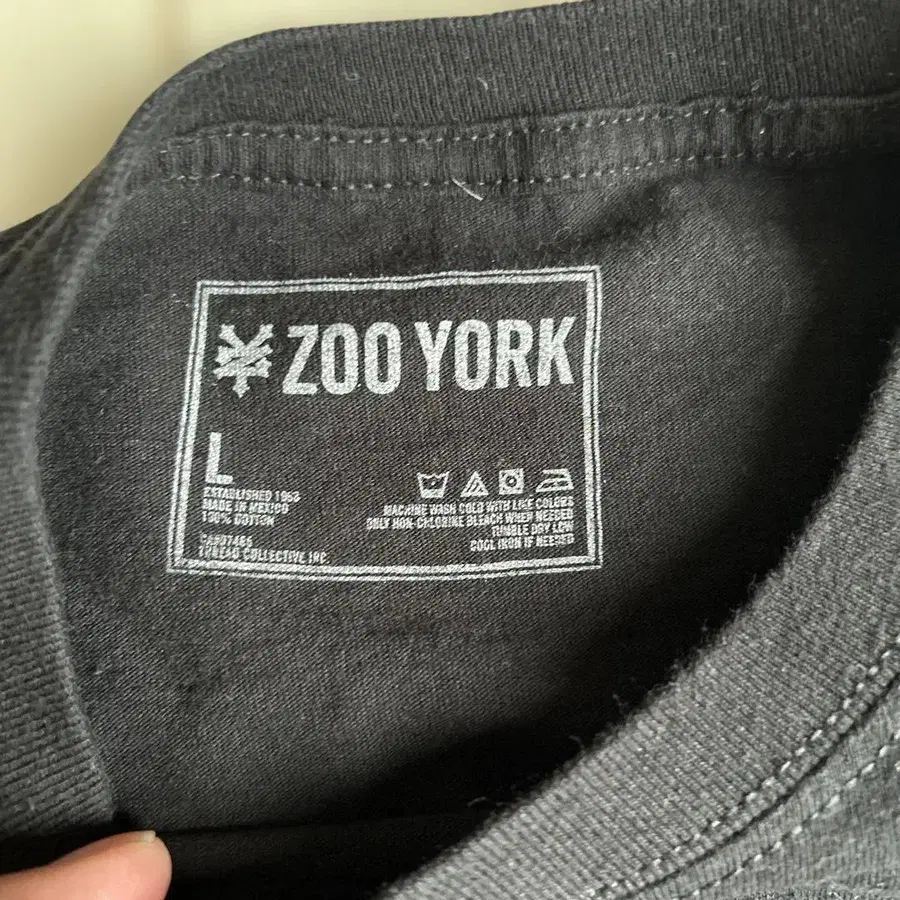 ZOO YORK
L
ESTABLISHED 1993
MADE IN MEXICO
100% COTTON
THREAD COLLECTIVE INC
MACHINE WASH COLD WITH LIKE COLORS
ONLY NON-CHLORINE BLEACH WHEN NEEDED
TUMBLE DRY LOW
COOL IRON IF NEEDED